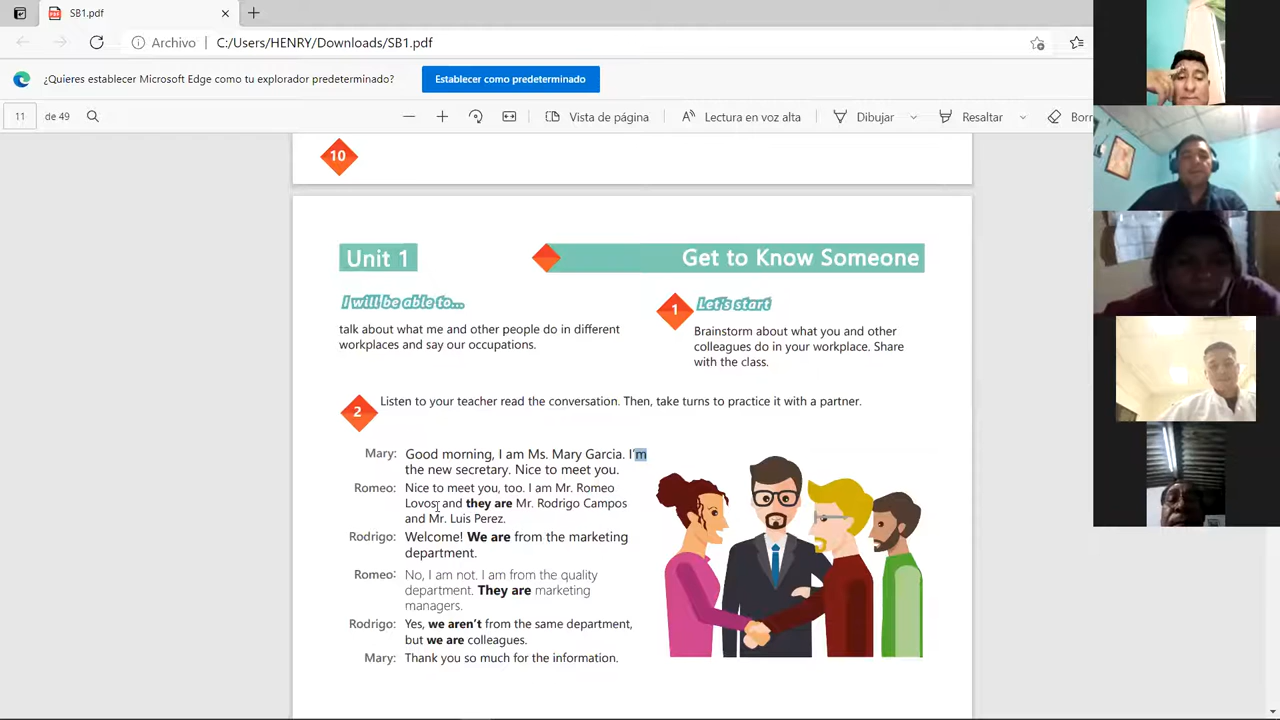 SB1.pdf
Archivo C:/Users/HENRY/Downloads/SB1.pdf
¿Quieres establecer Microsoft Edge como tu explorador predeterminado? Establecer como predeterminado
11 de 49 Vista de página Lectura en voz alta Dibujar Resaltar Borr
10
Unit 1 Get to Know Someone
I will be able to...
talk about what me and other people do in different
workplaces and say our occupations.
1 Let's start
Brainstorm about what you and other
colleagues do in your workplace. Share
with the class.
2 Listen to your teacher read the conversation. Then, take turns to practice it with a partner.
Mary: Good morning, I am Ms. Mary Garcia. I'm
the new secretary. Nice to meet you.
Romeo: Nice to meet you, too. I am Mr. Romeo
Lovos and they are Mr. Rodrigo Campos
and Mr. Luis Perez.
Rodrigo: Welcome! We are from the marketing
department.
Romeo: No, I am not. I am from the quality
department. They are marketing
managers.
Rodrigo: Yes, we aren't from the same department,
but we are colleagues.
Mary: Thank you so much for the information.